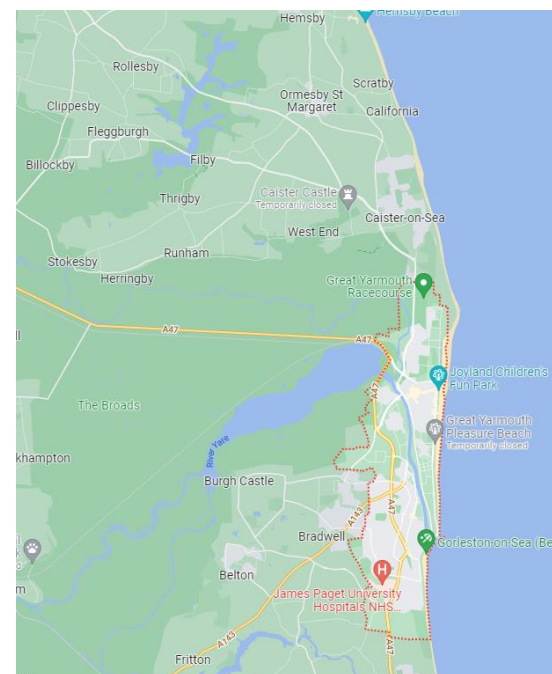 Hemsby
Hemsby Beach
Rollesby
Scratby
Ormesby St
Margaret
Clippesby
California
Fleggburgh
Billockby
Filby
Caister Castle
Temporarily closed
Thrigby
Caister-on-Sea
West End
Runham
Stokesby
Herringby
Great Yarmouth
Racecourse
A47
A47
Joyland Children's
Fun Park
A47
The Broads
Great Yarmouth
Pleasure Beach
Temporarily closed
River Yare
khampton
Burgh Castle
A47
A143
Bradwell
Gorleston-on-Sea (Be
Belton
James Paget University
Hospitals NHS...
m
A143
A47
Fritton